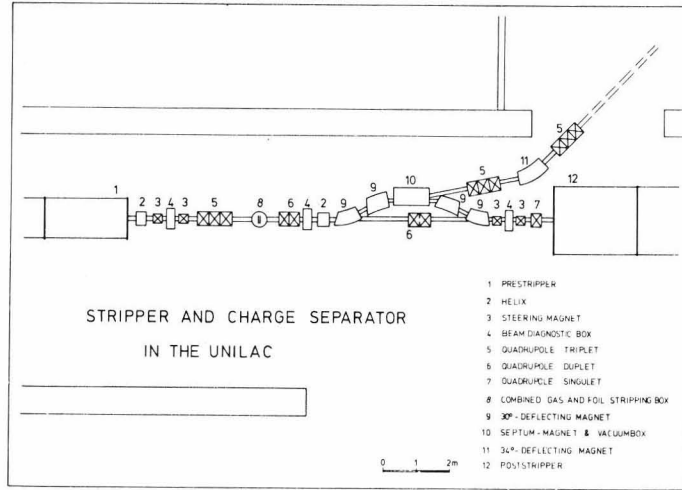 5
11
10 5
9 12
1 9 9
2 3 4 3 5 8 6 4 2 9 9 3 4 3 7
6
STRIPPER AND CHARGE SEPARATOR
IN THE UNILAC
1 PRESTRIPPER
2 HELIX
3 STEERING MAGNET
4 BEAM DIAGNOSTIC BOX
5 QUADRUPOLE TRIPLET
6 QUADRUPOLE DUPLET
7 QUADRUPOLE SINGULET
8 COMBINED GAS AND FOIL STRIPPING BOX
9 30°-DEFLECTING MAGNET
10 SEPTUM-MAGNET & VACUUMBOX
11 34°-DEFLECTING MAGNET
12 POSTSTRIPPER
0 1 2m